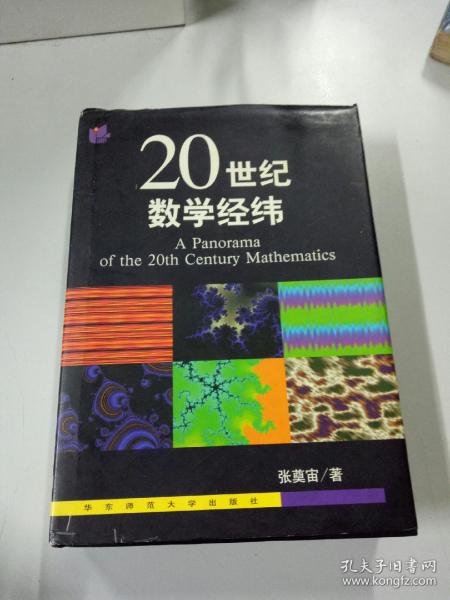 20世纪
数学经纬
A Panorama
of the 20th Century Mathematics
张奠宙/著
华东师范大学出版社
孔夫子旧书网
www.kongfz.com